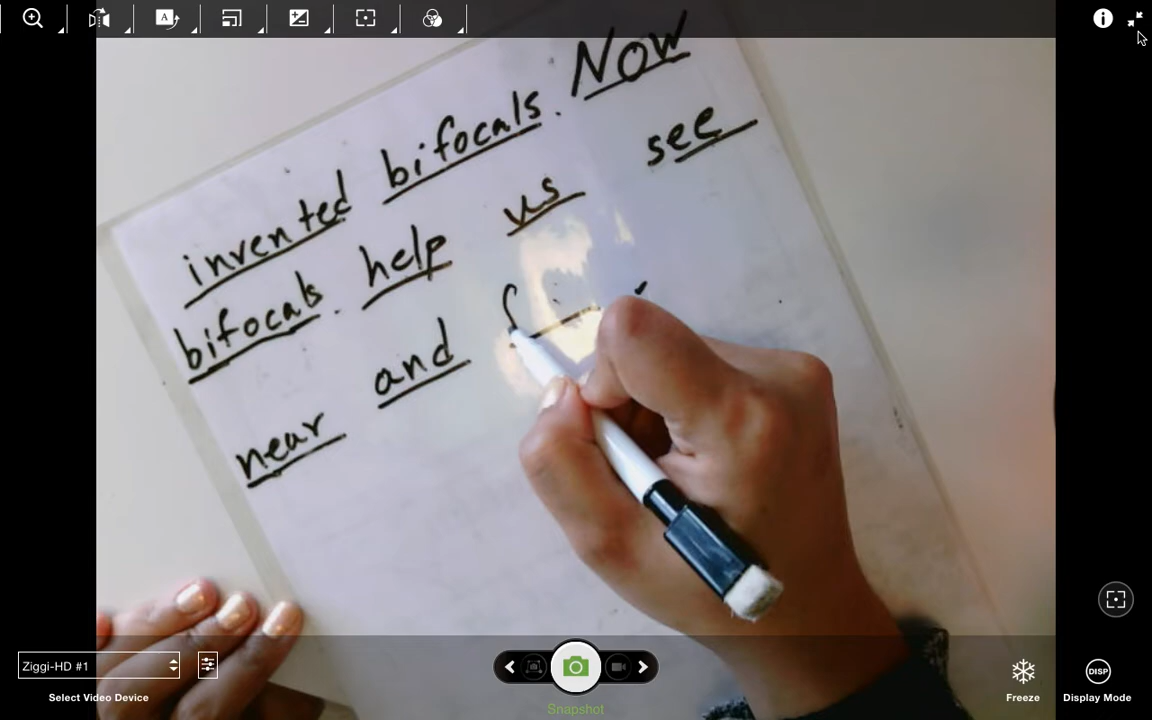 invented bifocals. Now
bifocals. help us see
near and
Ziggi-HD #1
Select Video Device
Snapshot
Freeze
DISP
Display Mode